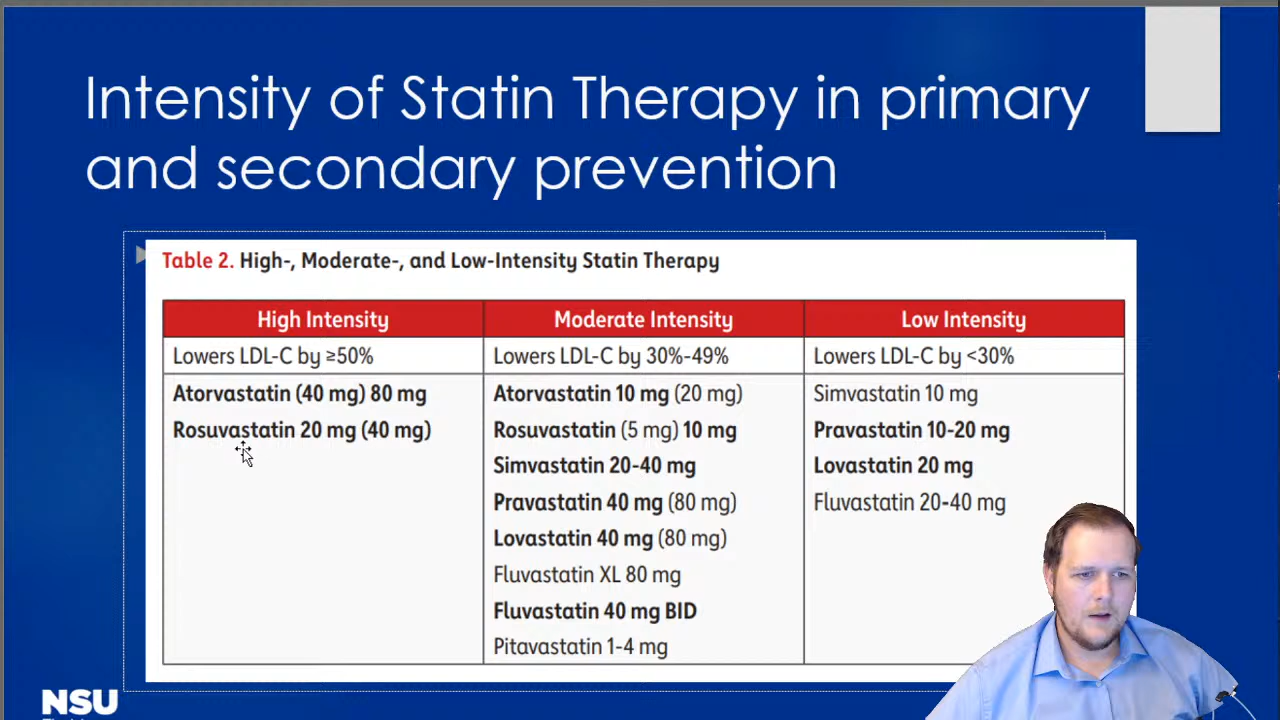 Intensity of Statin Therapy in primary
and secondary prevention
Table 2. High-, Moderate-, and Low-Intensity Statin Therapy
High Intensity
Moderate Intensity
Low Intensity
Lowers LDL-C by ≥50%
Lowers LDL-C by 30%-49%
Lowers LDL-C by <30%
Atorvastatin (40 mg) 80 mg
Rosuvastatin 20 mg (40 mg)
Atorvastatin 10 mg (20 mg)
Rosuvastatin (5 mg) 10 mg
Simvastatin 20-40 mg
Pravastatin 40 mg (80 mg)
Lovastatin 40 mg (80 mg)
Fluvastatin XL 80 mg
Fluvastatin 40 mg BID
Pitavastatin 1-4 mg
Simvastatin 10 mg
Pravastatin 10-20 mg
Lovastatin 20 mg
Fluvastatin 20-40 mg
NSU